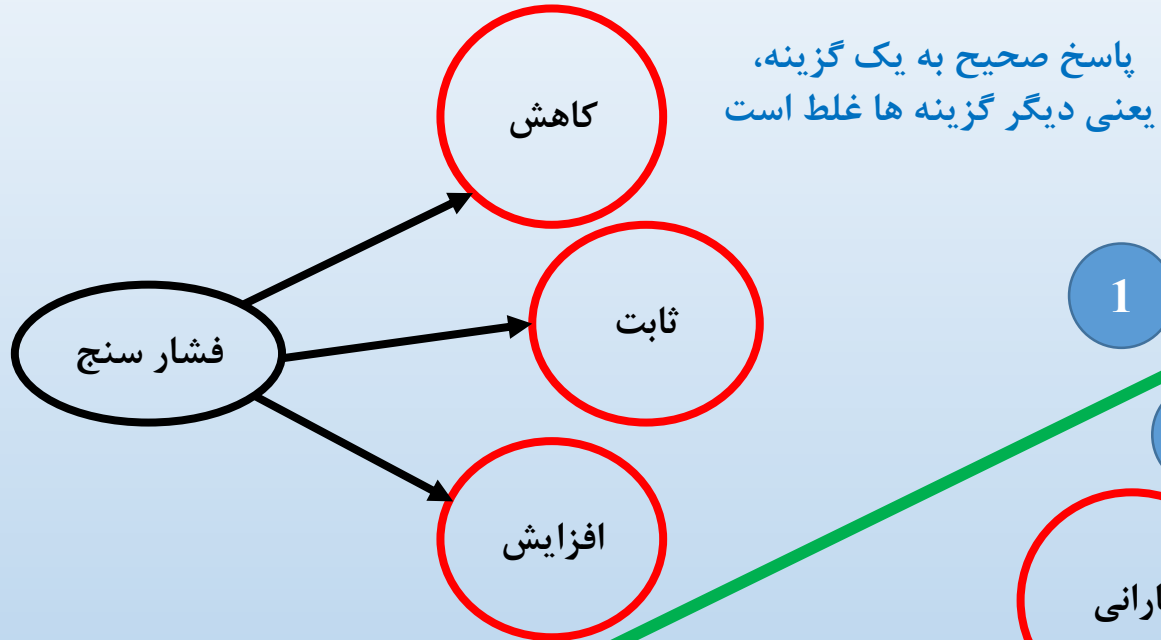 پاسخ صحیح به یک گزینه،
یعنی دیگر گزینه ها غلط است
کاهش
ثابت
1
فشار سنج
افزایش